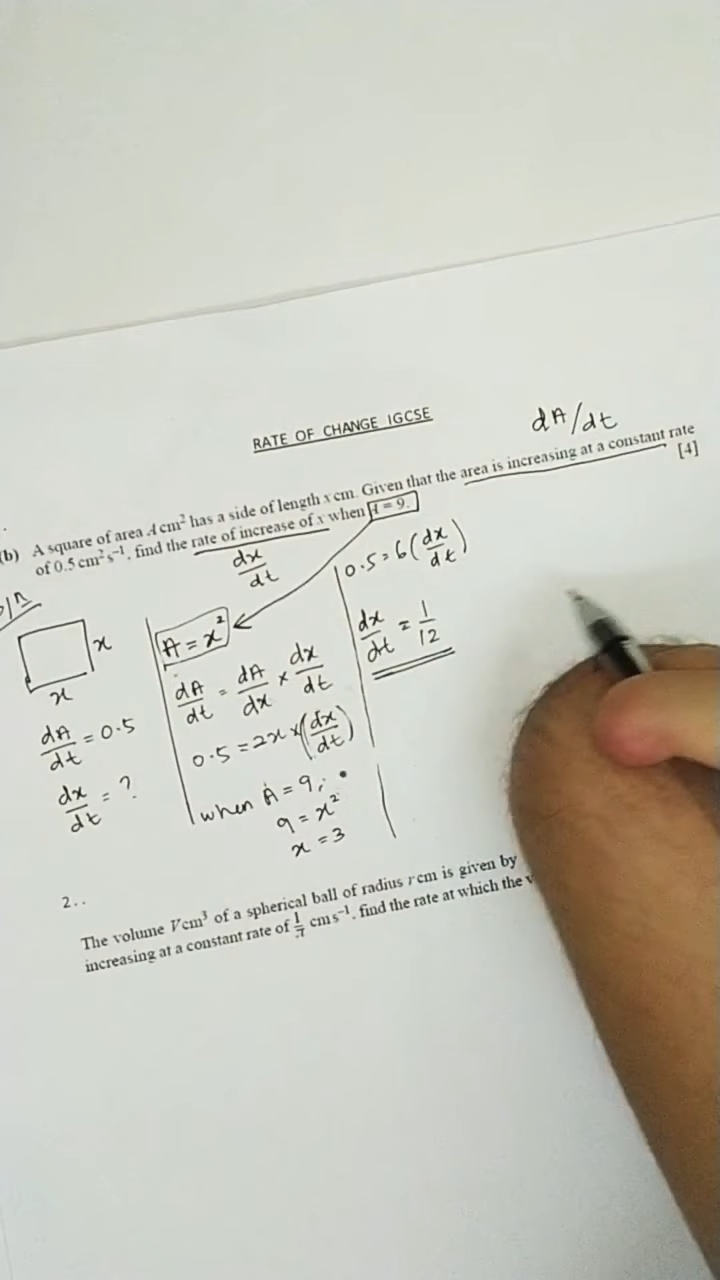 RATE OF CHANGE IGCSE
dA/dt
(b) A square of area A cm² has a side of length x cm. Given that the area is increasing at a constant rate
of 0.5 cm² s⁻¹, find the rate of increase of x when A = 9. [4]
dx/dt
x
x
dA/dt = 0.5
dx/dt = ?
A = x²
dA/dt = dA/dx × dx/dt
0.5 = 2x × (dx/dt)
when A = 9,
9 = x²
x = 3
0.5 = 6(dx/dt)
dx/dt = 1/12
2..
The volume V cm³ of a spherical ball of radius r cm is given by
increasing at a constant rate of cm s⁻¹, find the rate at which the